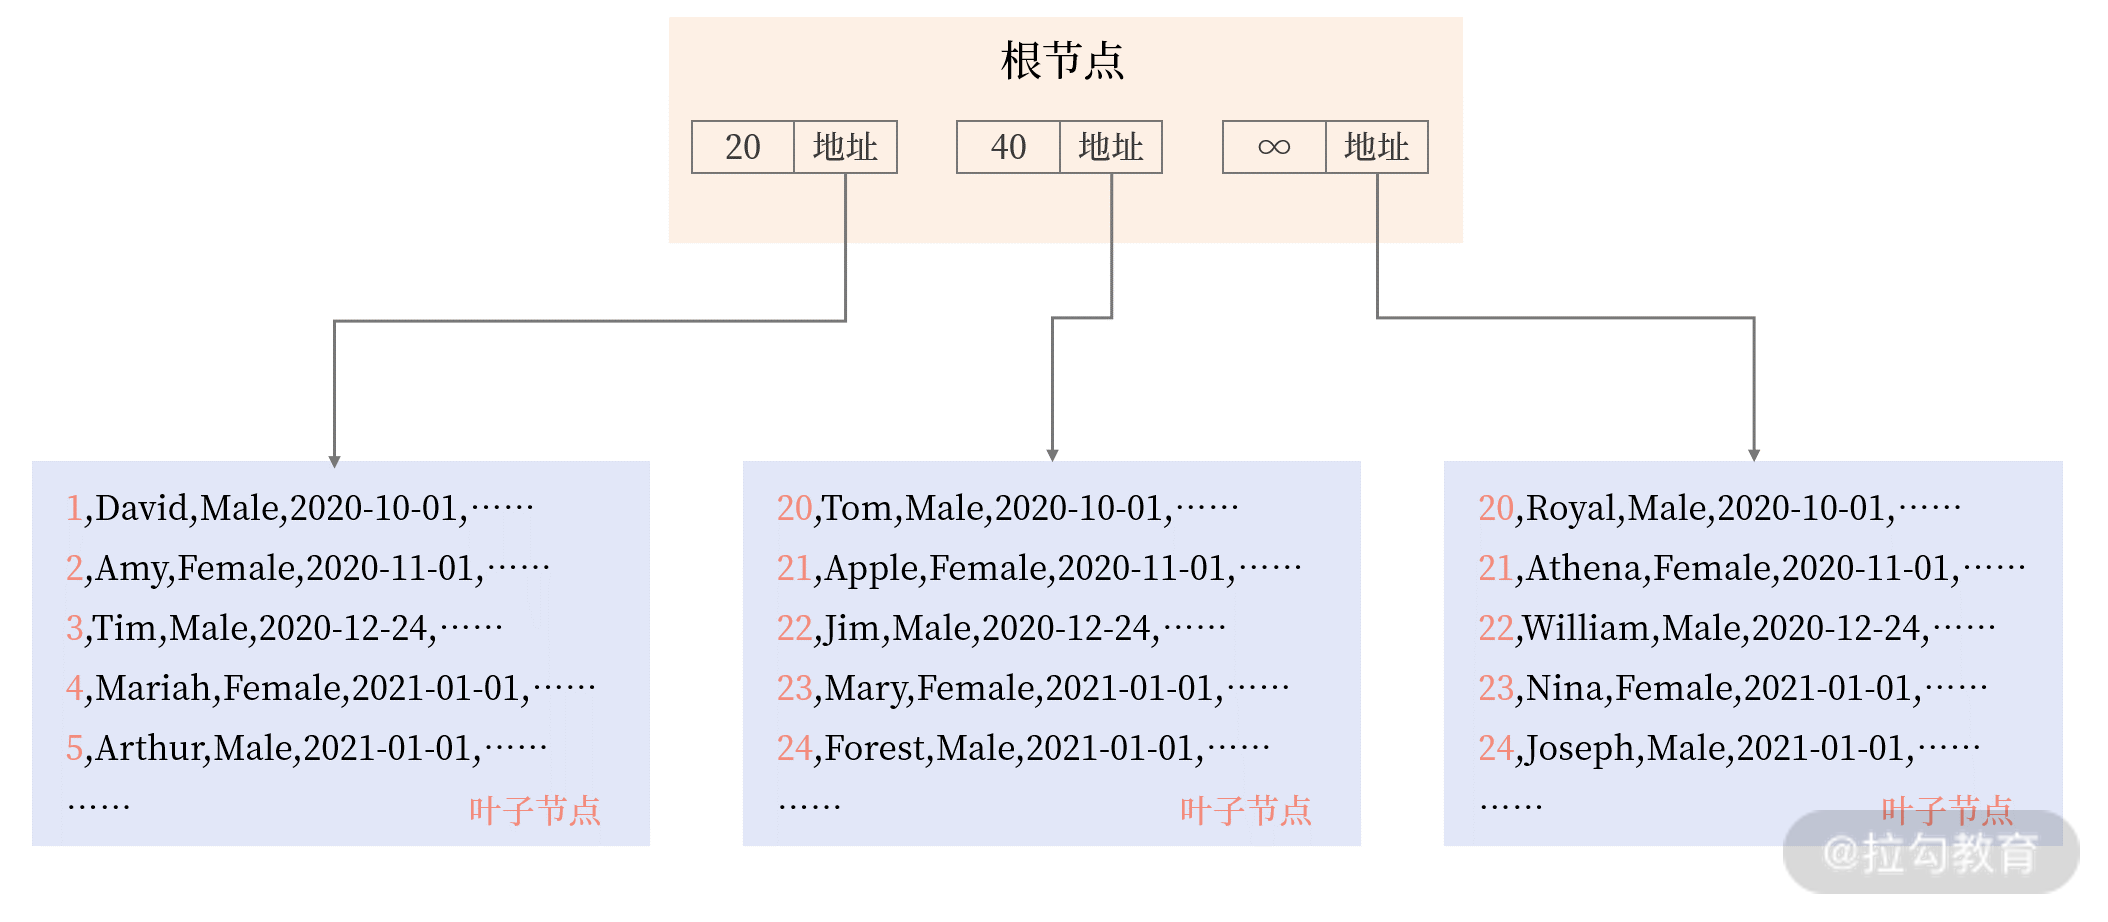 根节点
20 地址 40 地址 ∞ 地址
1,David,Male,2020-10-01,……
2,Amy,Female,2020-11-01,……
3,Tim,Male,2020-12-24,……
4,Mariah,Female,2021-01-01,……
5,Arthur,Male,2021-01-01,……
……
叶子节点
20,Tom,Male,2020-10-01,……
21,Apple,Female,2020-11-01,……
22,Jim,Male,2020-12-24,……
23,Mary,Female,2021-01-01,……
24,Forest,Male,2021-01-01,……
……
叶子节点
20,Royal,Male,2020-10-01,……
21,Athena,Female,2020-11-01,……
22,William,Male,2020-12-24,……
23,Nina,Female,2021-01-01,……
24,Joseph,Male,2021-01-01,……
……
叶子节点
@拉勾教育